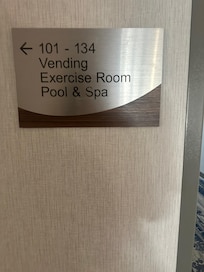 ← 101 - 134
Vending
Exercise Room
Pool & Spa